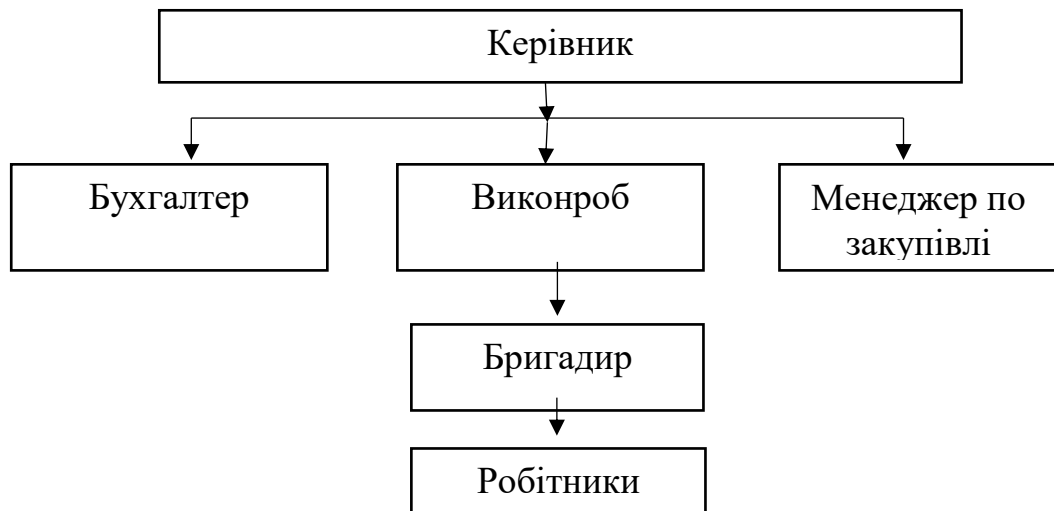 Керівник
Бухгалтер
Виконроб
Менеджер по
закупівлі
Бригадир
Робітники